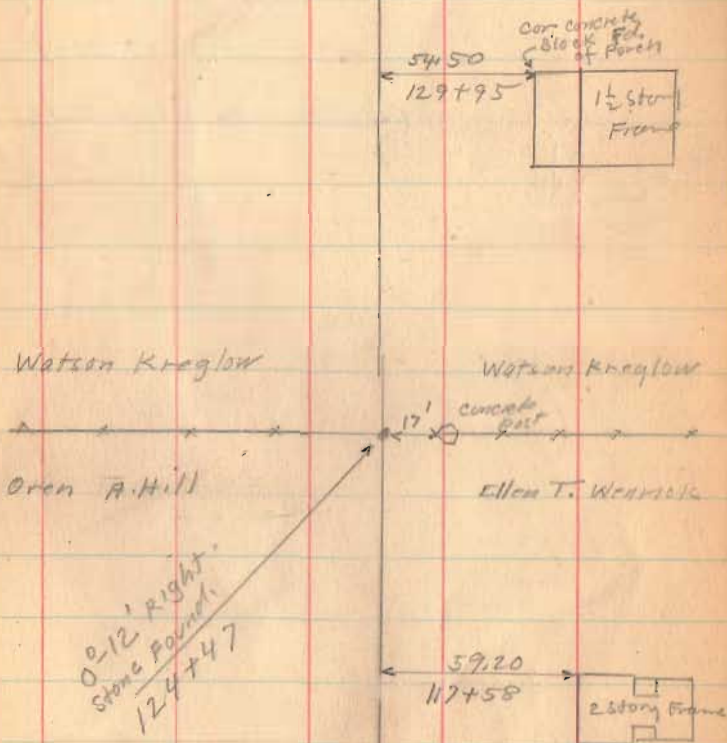 Cor concrete
Block Fd.
of Porch
54.50
129+95
1½ Story
Frame
Watson Kreglow
Watson Kreglow
17'
concrete
Post
Oren A. Hill
Ellen T. Wenrick
0°-12' Right
Stone Found.
124+47
59.20
117+58
2 Story Frame